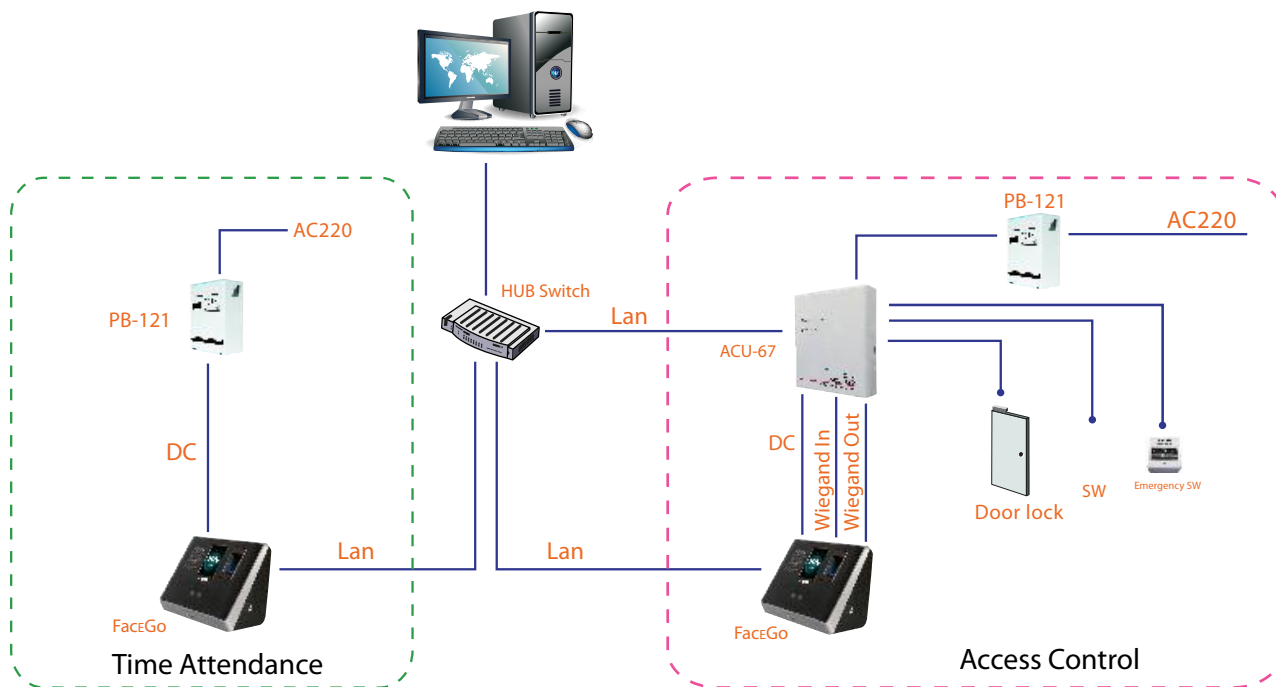 PB-121
AC220
AC220
HUB Switch
PB-121
Lan
ACU-67
DC
DC
Wiegand In
Wiegand Out
Door lock
SW
Emergency SW
Lan
Lan
FacEGo
FacEGo
Time Attendance
Access Control